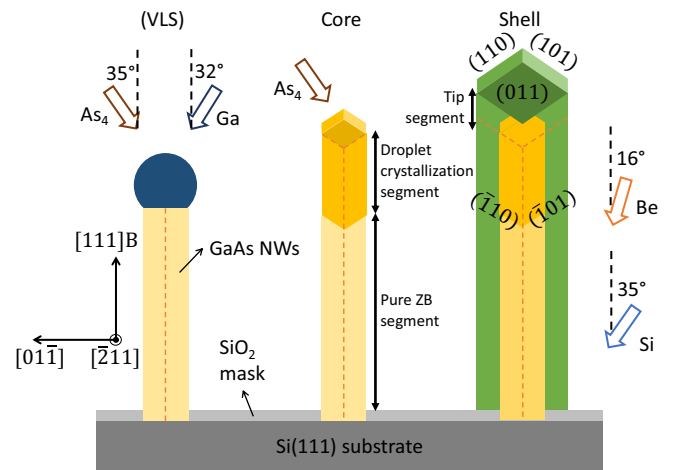 (VLS)
Core
Shell
35°
32°
As₄
Ga
As₄
(110)
(101)
(011)
Tip
segment
Droplet
crystallization
segment
16°
Be
(1̅10)
(1̅01)
[111]B
GaAs NWs
Pure ZB
segment
35°
Si
[011̅]
[2̅11]
SiO₂
mask
Si(111) substrate